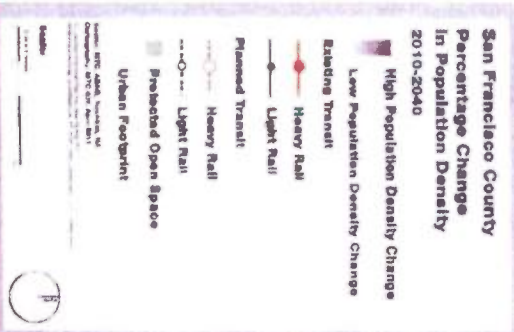 San Francisco County
Percentage Change
in Population Density
2010-2040
High Population Density Change
Low Population Density Change
Existing Transit
Heavy Rail
Light Rail
Planned Transit
Heavy Rail
Light Rail
Protected Open Space
Urban Footprint